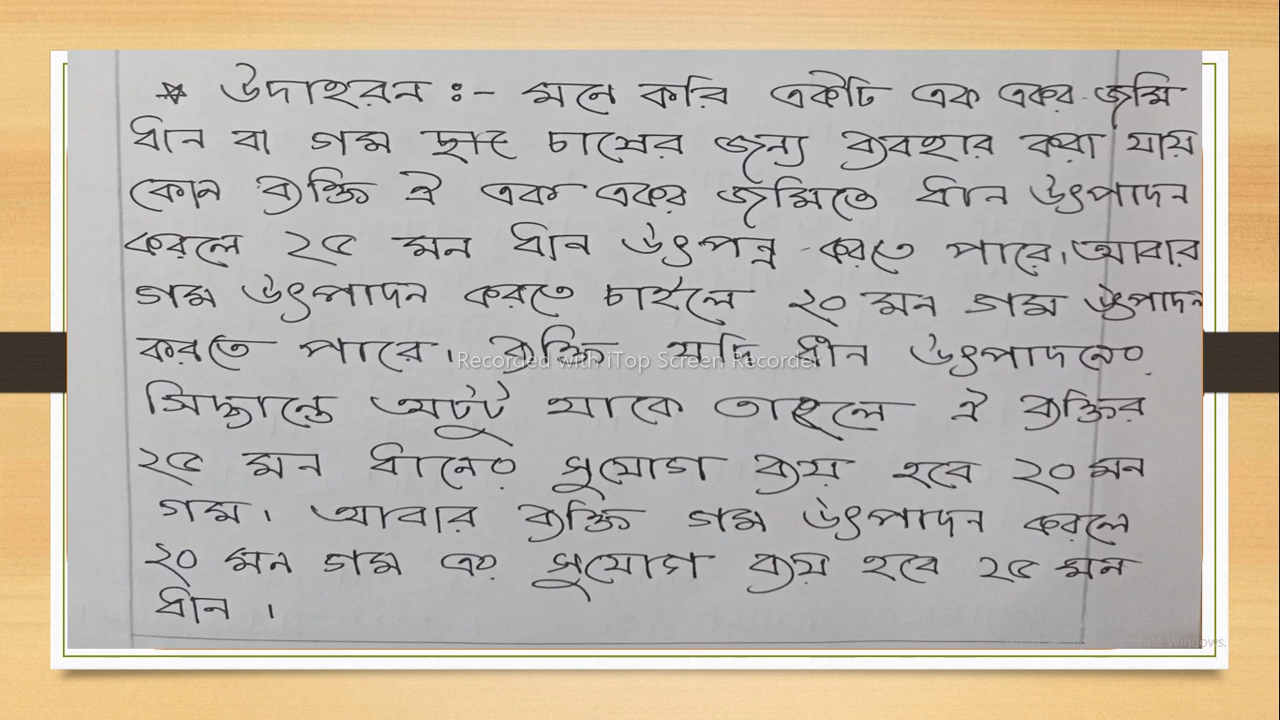 * উদাহরন :- মনে করি একটি এক একর জমি
ধান বা গম চাষের জন্য ব্যবহার করা যায়
কোন ব্যক্তি ঐ এক একর জমিতে ধান উৎপাদন
করলে ২৫ মন ধান উৎপন্ন করতে পারে। আবার
গম উৎপাদন করতে চাইলে ২০ মন গম উৎপাদন
করতে পারে। ব্যক্তি যদি ধান উৎপাদনের
Recorded with iTop Screen Recorder
সিদ্ধান্তে অটুট থাকে তাহলে ঐ ব্যক্তির
২৫ মন ধানের সুযোগ ব্যয় হবে ২০ মন
গম। আবার ব্যক্তি গম উৎপাদন করলে
২০ মন গম এর সুযোগ ব্যয় হবে ২৫ মন
ধান।